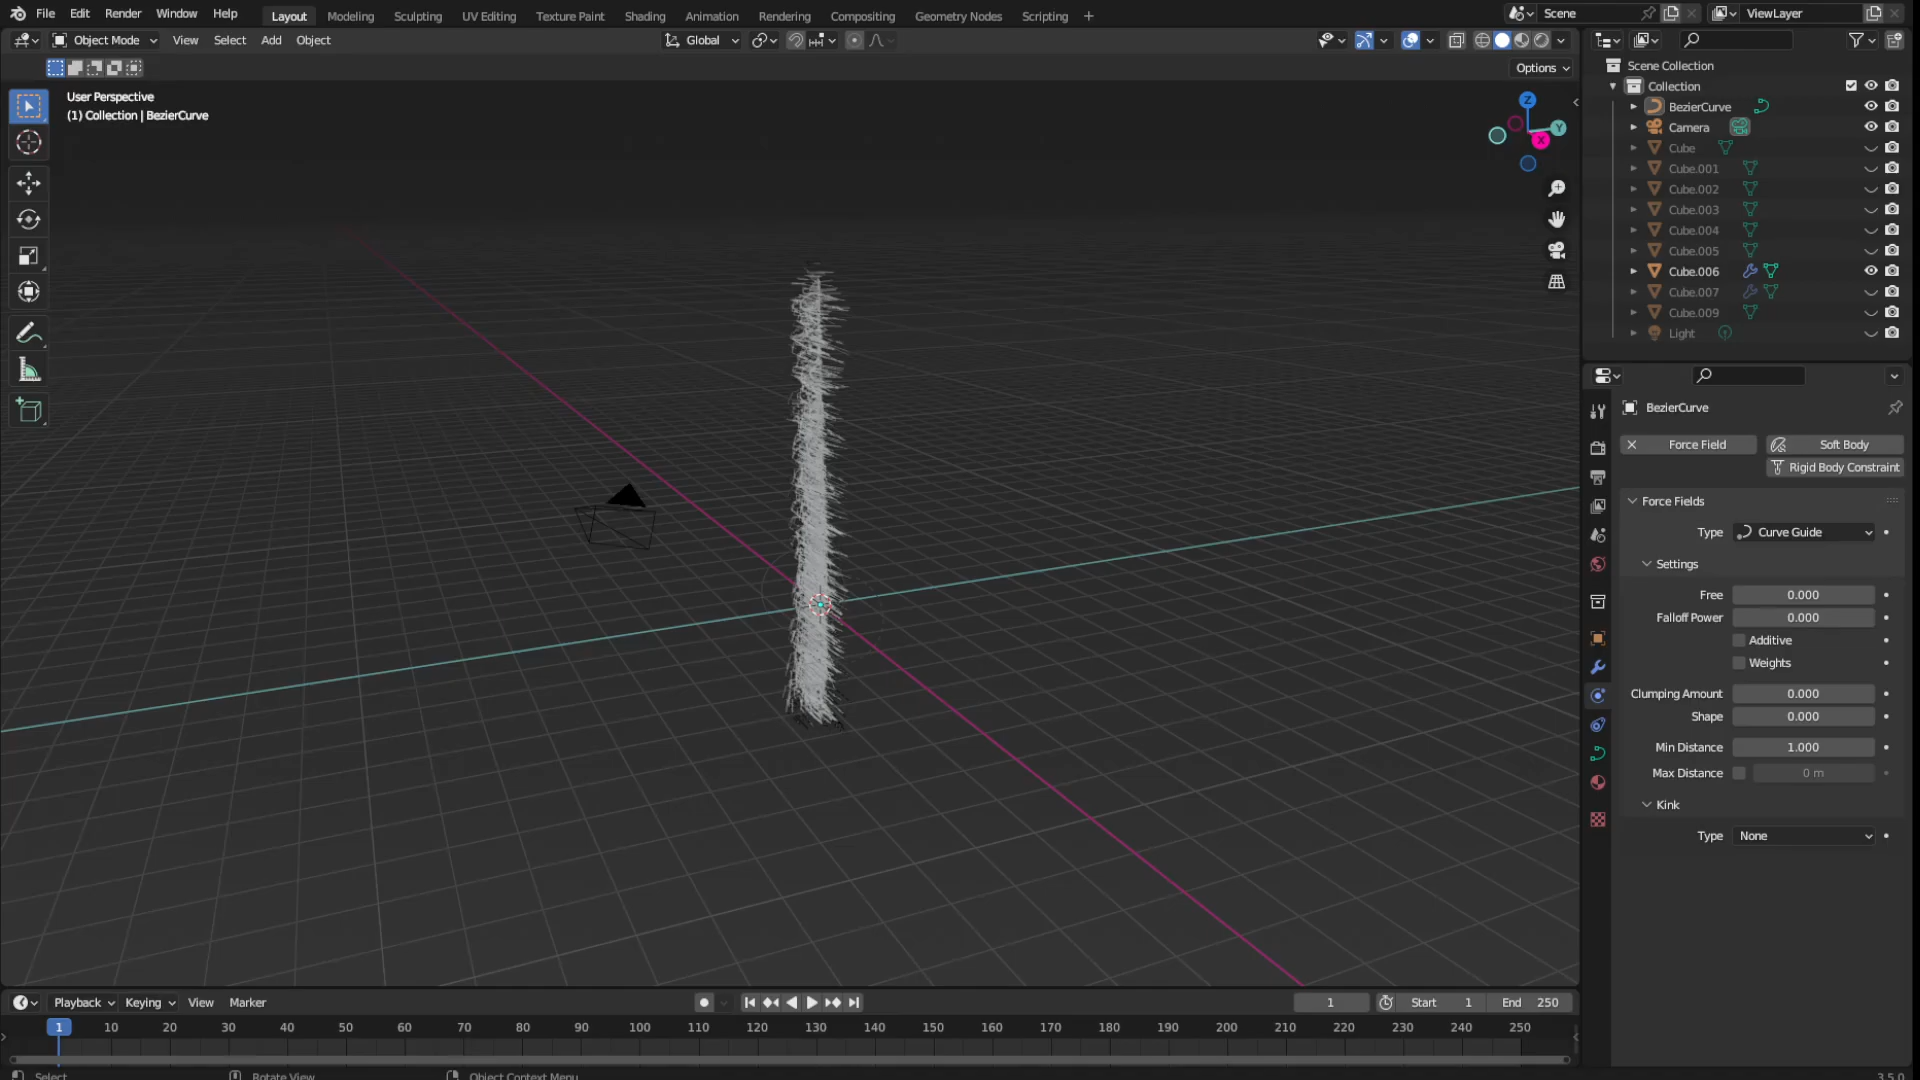 File Edit Render Window Help Layout Modeling Sculpting UV Editing Texture Paint Shading Animation Rendering Compositing Geometry Nodes Scripting + Scene ViewLayer
Object Mode View Select Add Object Global
Options
User Perspective
(1) Collection | BezierCurve
Z
Y
X
Scene Collection
Collection
BezierCurve
Camera
Cube
Cube.001
Cube.002
Cube.003
Cube.004
Cube.005
Cube.006
Cube.007
Cube.009
Light
BezierCurve
Force Field Soft Body
Rigid Body Constraint
Force Fields
Type Curve Guide
Settings
Free 0.000
Falloff Power 0.000
Additive
Weights
Clumping Amount 0.000
Shape 0.000
Min Distance 1.000
Max Distance 0 m
Kink
Type None
Playback Keying View Marker 1 Start 1 End 250
1 10 20 30 40 50 60 70 80 90 100 110 120 130 140 150 160 170 180 190 200 210 220 230 240 250
Select Rotate View Object Context Menu 3.5.0